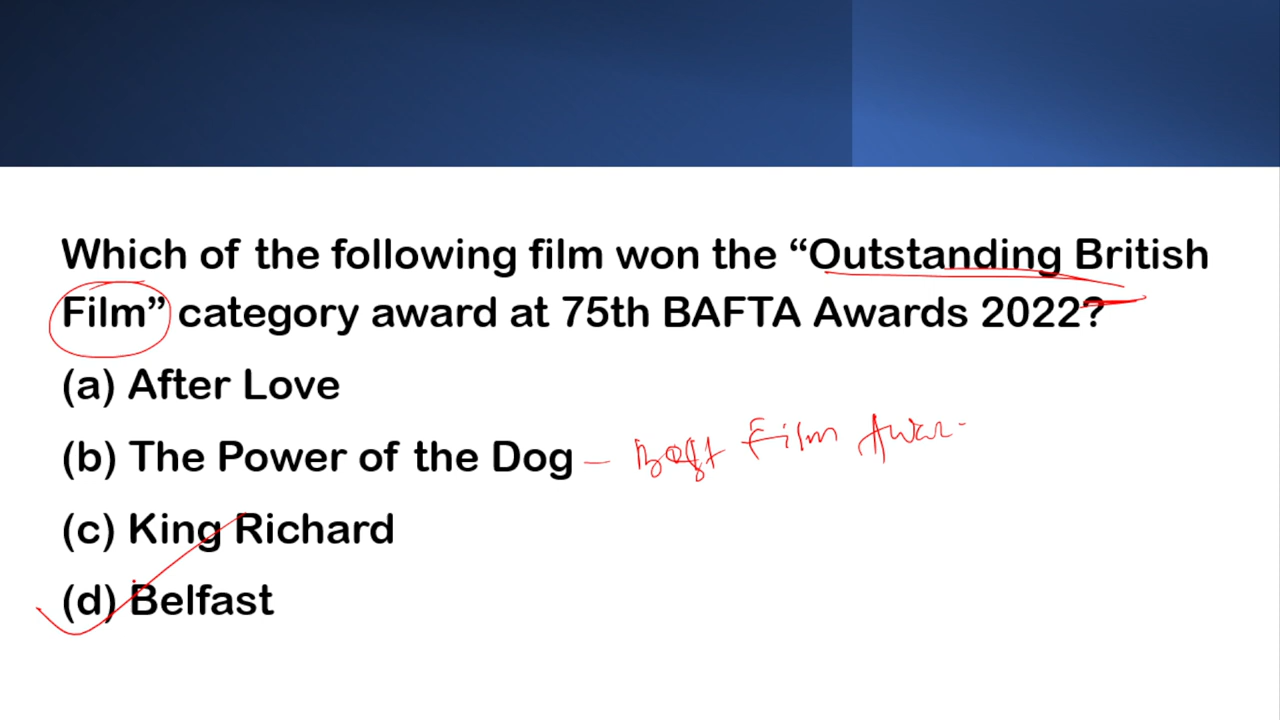 Which of the following film won the “Outstanding British
Film” category award at 75th BAFTA Awards 2022?
(a) After Love
(b) The Power of the Dog – Best Film Awar
(c) King Richard
(d) Belfast